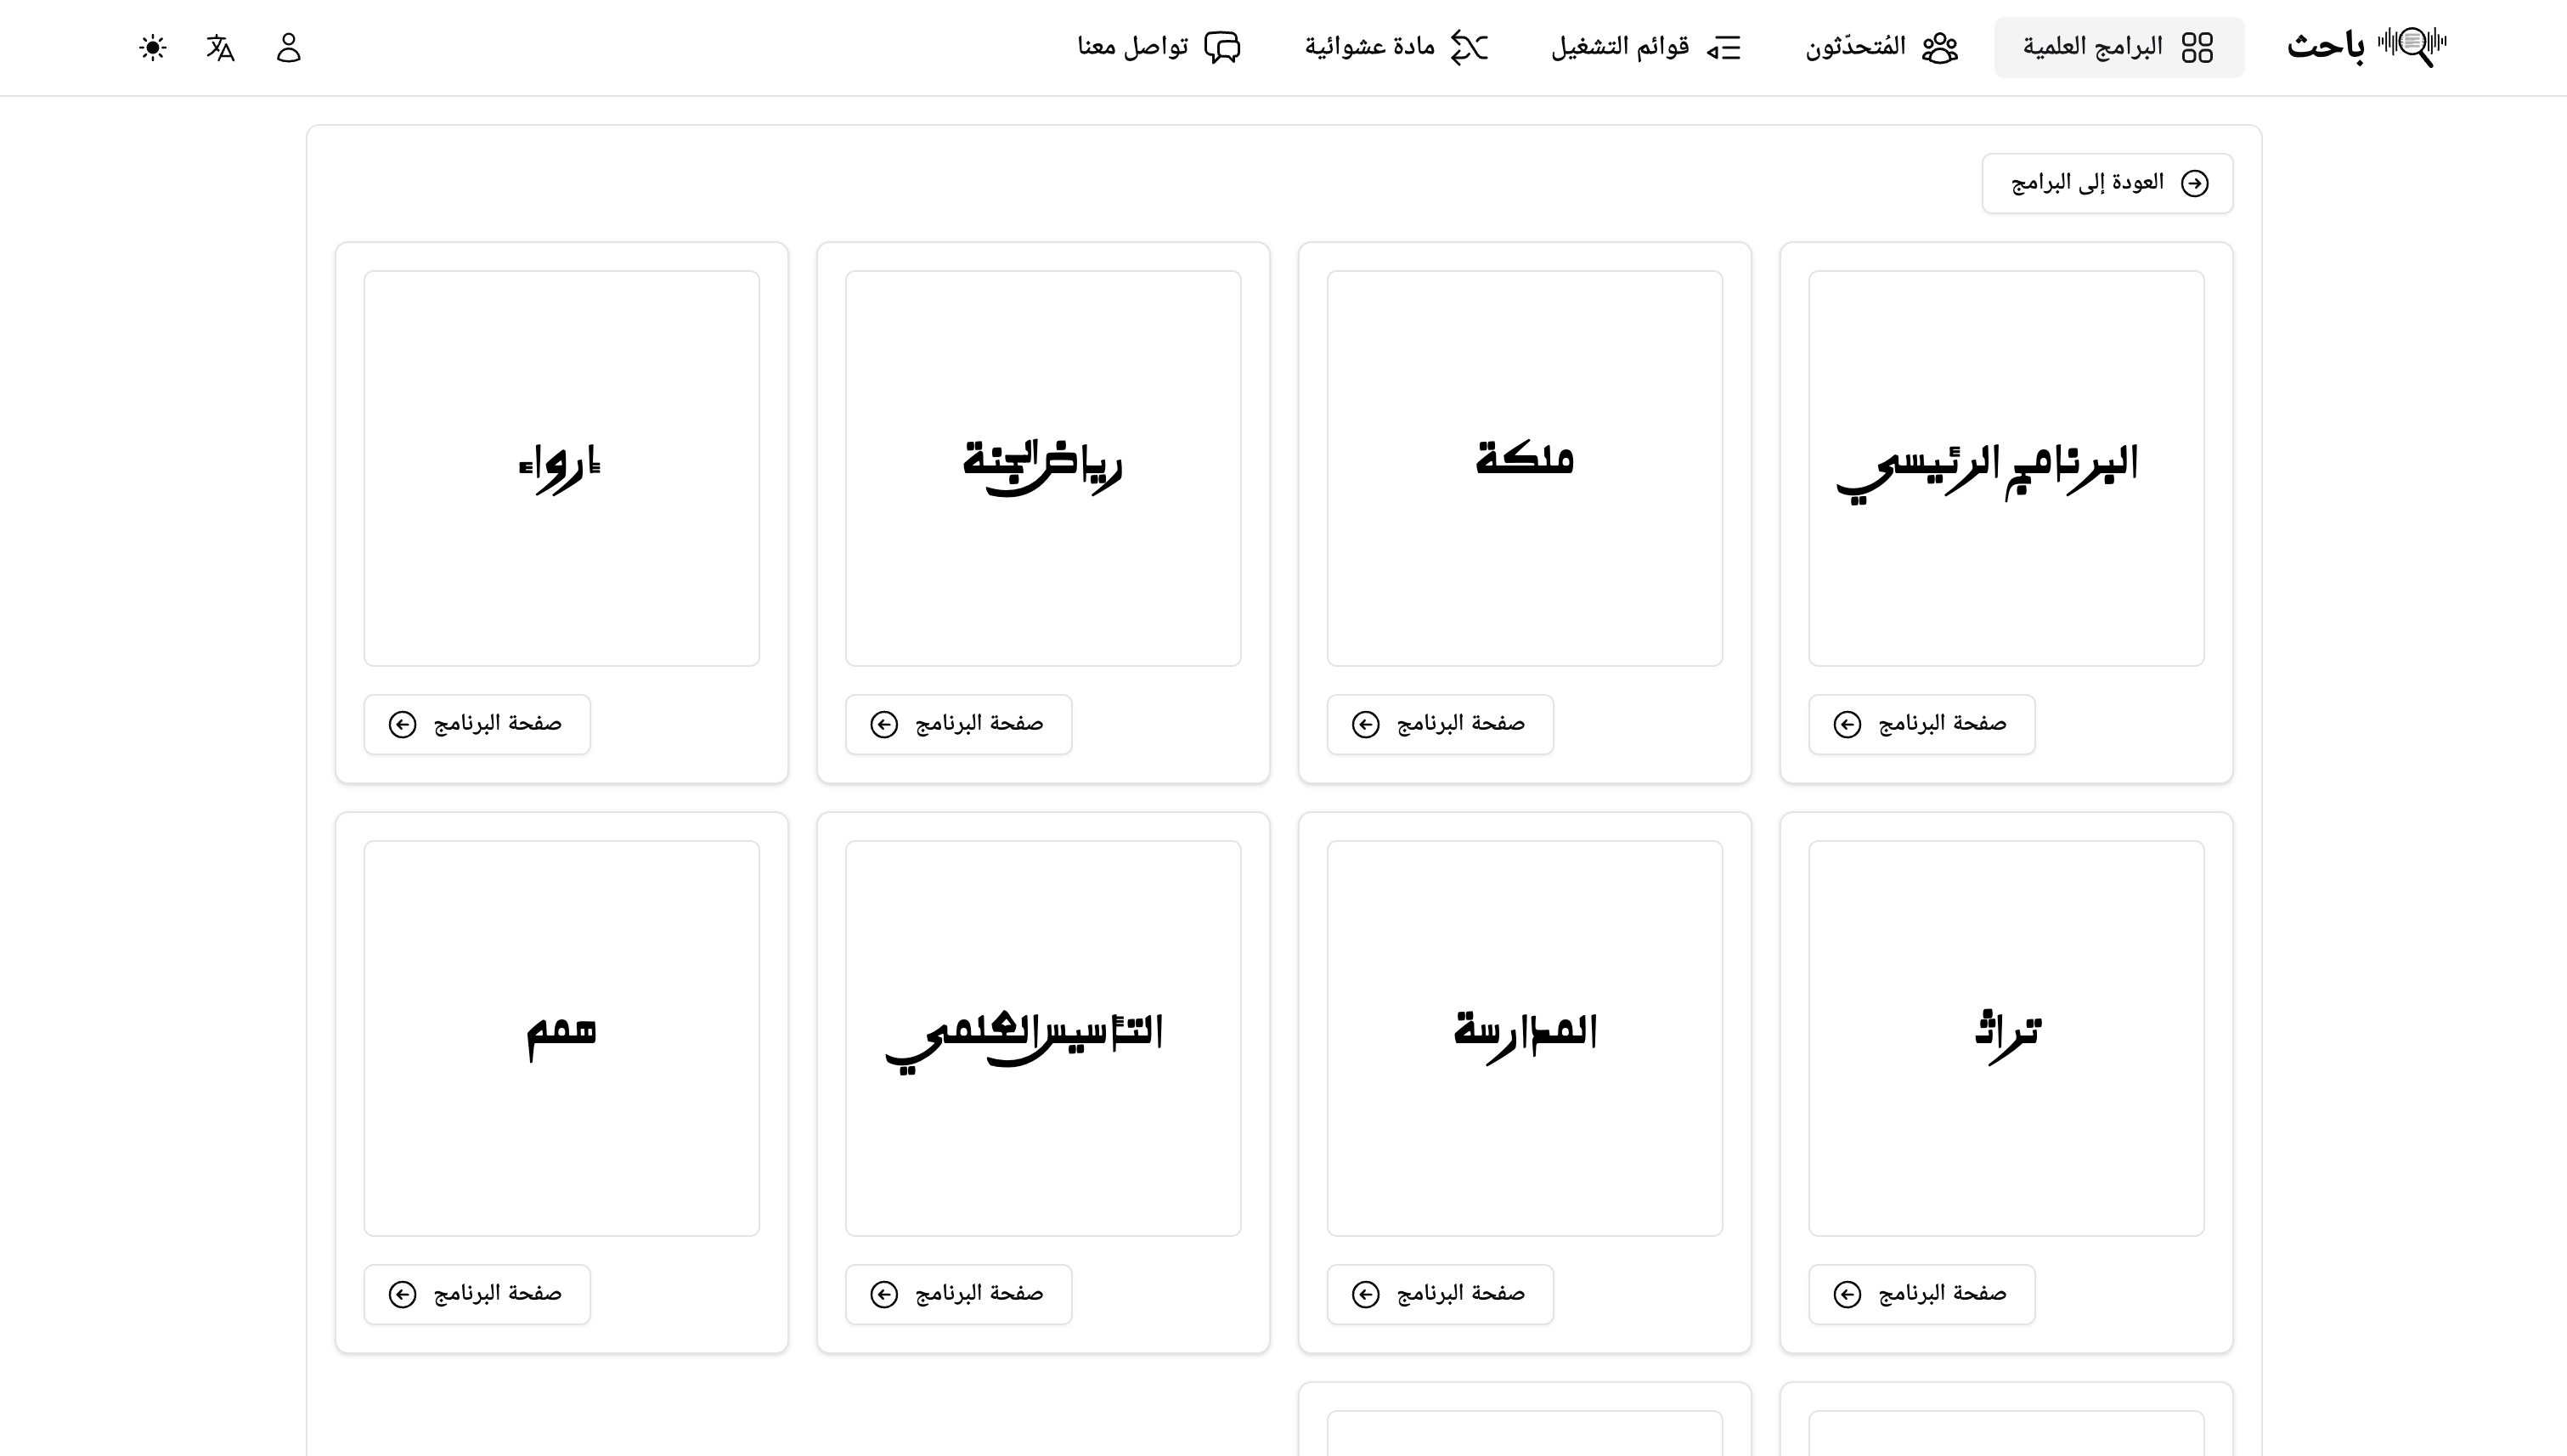 باحث
البرامج العلمية
المُتحدّثون
قوائم التشغيل
مادة عشوائية
تواصل معنا
العودة إلى البرامج
البرنامج الرئيسي
ملكة
رياض الجنة
إرواء
صفحة البرنامج
صفحة البرنامج
صفحة البرنامج
صفحة البرنامج
تراث
المدارسة
التأسيس العلمي
همم
صفحة البرنامج
صفحة البرنامج
صفحة البرنامج
صفحة البرنامج